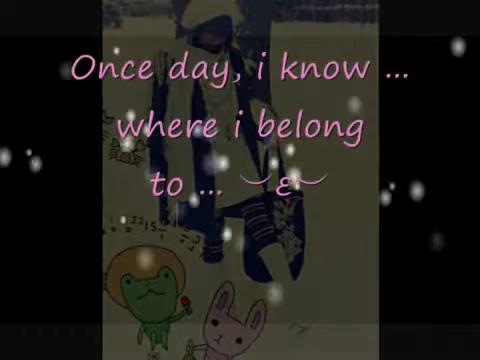 Once day, i know ...
where i belong
to ... ︶ε︶